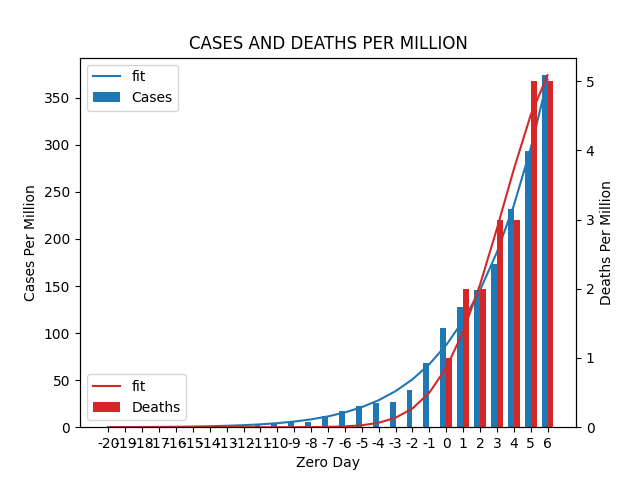 CASES AND DEATHS PER MILLION
fit
Cases
fit
Deaths
Cases Per Million
0
50
100
150
200
250
300
350
Deaths Per Million
0
1
2
3
4
5
-20 -19 -18 -17 -16 -15 -14 -13 -12 -11 -10 -9 -8 -7 -6 -5 -4 -3 -2 -1 0 1 2 3 4 5 6
Zero Day